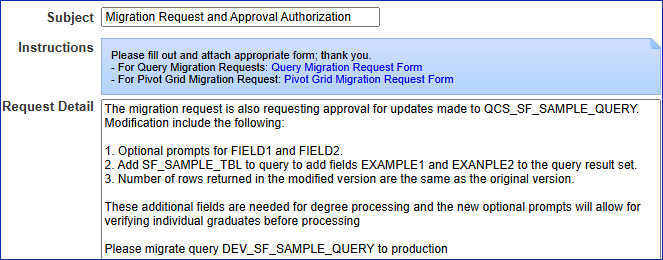 Subject Migration Request and Approval Authorization
Instructions Please fill out and attach appropriate form; thank you.
- For Query Migration Requests: Query Migration Request Form
- For Pivot Grid Migration Request: Pivot Grid Migration Request Form
Request Detail The migration request is also requesting approval for updates made to QCS_SF_SAMPLE_QUERY.
Modification include the following:
1. Optional prompts for FIELD1 and FIELD2.
2. Add SF_SAMPLE_TBL to query to add fields EXAMPLE1 and EXANPLE2 to the query result set.
3. Number of rows returned in the modified version are the same as the original version.
These additional fields are needed for degree processing and the new optional prompts will allow for
verifying individual graduates before processing
Please migrate query DEV_SF_SAMPLE_QUERY to production